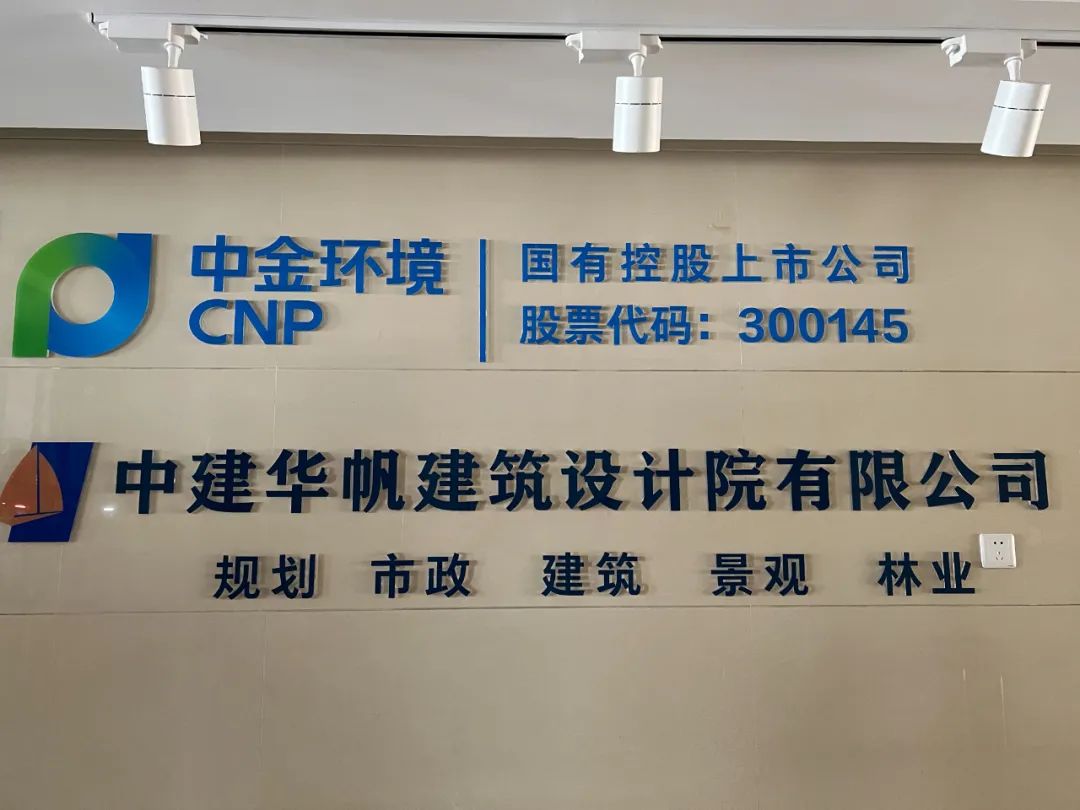 中金环境
CNP
国有控股上市公司
股票代码：300145
中建华帆建筑设计院有限公司
规划 市政 建筑 景观 林业